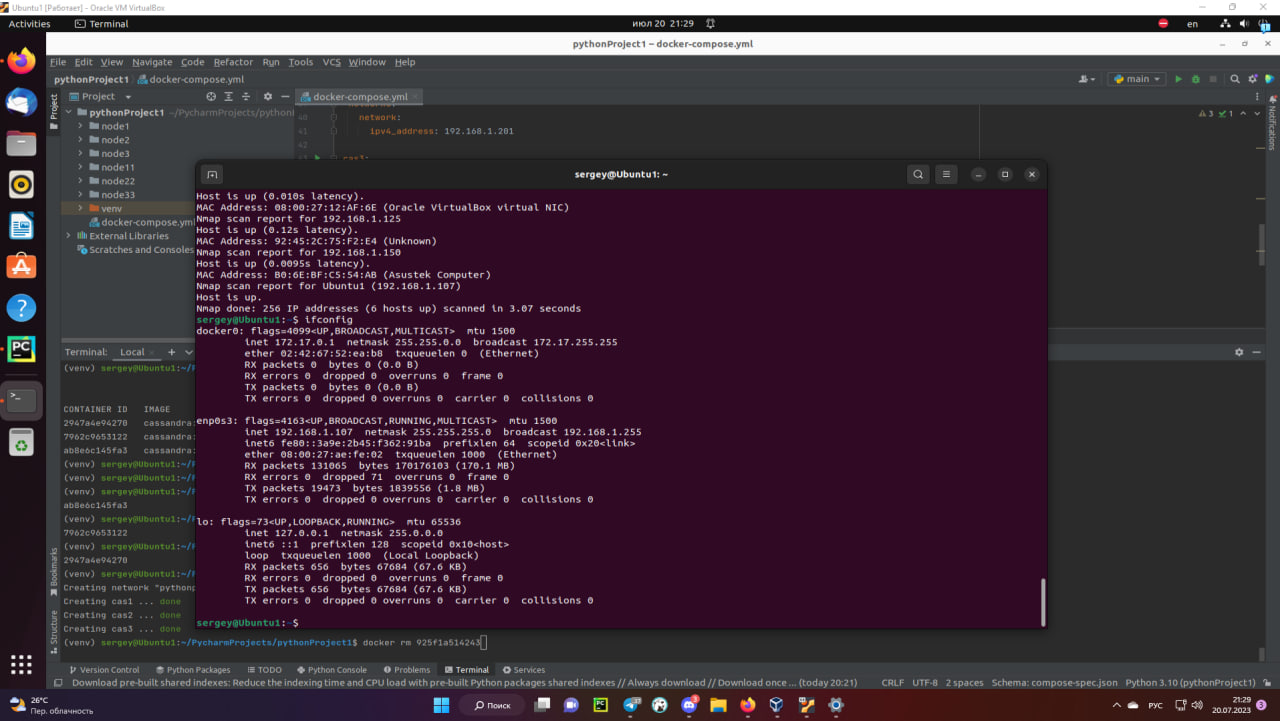 Ubuntu1 [Работает] - Oracle VM VirtualBox
Activities Terminal июл 20 21:29 en
pythonProject1 – docker-compose.yml
File Edit View Navigate Code Refactor Run Tools VCS Window Help
pythonProject1 docker-compose.yml main
Project docker-compose.yml
Project
Notifications
pythonProject1 ~/PycharmProjects/pythonl
node1
node2
node3
node11
node22
node33
venv
docker-compose.yml
External Libraries
Scratches and Consoles
40 network:
41 ipv4_address: 192.168.1.201
42
43 cas3:
3 1
sergey@Ubuntu1: ~
Host is up (0.010s latency).
MAC Address: 08:00:27:12:AF:6E (Oracle VirtualBox virtual NIC)
Nmap scan report for 192.168.1.125
Host is up (0.12s latency).
MAC Address: 92:45:2C:75:F2:E4 (Unknown)
Nmap scan report for 192.168.1.150
Host is up (0.0095s latency).
MAC Address: B0:6E:BF:C5:54:AB (Asustek Computer)
Nmap scan report for Ubuntu1 (192.168.1.107)
Host is up.
Nmap done: 256 IP addresses (6 hosts up) scanned in 3.07 seconds
sergey@Ubuntu1:~$ ifconfig
docker0: flags=4099<UP,BROADCAST,MULTICAST> mtu 1500
inet 172.17.0.1 netmask 255.255.0.0 broadcast 172.17.255.255
ether 02:42:67:52:ea:b8 txqueuelen 0 (Ethernet)
RX packets 0 bytes 0 (0.0 B)
RX errors 0 dropped 0 overruns 0 frame 0
TX packets 0 bytes 0 (0.0 B)
TX errors 0 dropped 0 overruns 0 carrier 0 collisions 0
enp0s3: flags=4163<UP,BROADCAST,RUNNING,MULTICAST> mtu 1500
inet 192.168.1.107 netmask 255.255.255.0 broadcast 192.168.1.255
inet6 fe80::3a9e:2b45:f362:91ba prefixlen 64 scopeid 0x20<link>
ether 08:00:27:ae:fe:02 txqueuelen 1000 (Ethernet)
RX packets 131065 bytes 170176103 (170.1 MB)
RX errors 0 dropped 71 overruns 0 frame 0
TX packets 19473 bytes 1839556 (1.8 MB)
TX errors 0 dropped 0 overruns 0 carrier 0 collisions 0
lo: flags=73<UP,LOOPBACK,RUNNING> mtu 65536
inet 127.0.0.1 netmask 255.0.0.0
inet6 ::1 prefixlen 128 scopeid 0x10<host>
loop txqueuelen 1000 (Local Loopback)
RX packets 656 bytes 67684 (67.6 KB)
RX errors 0 dropped 0 overruns 0 frame 0
TX packets 656 bytes 67684 (67.6 KB)
TX errors 0 dropped 0 overruns 0 carrier 0 collisions 0
sergey@Ubuntu1:~$
Terminal: Local
(venv) sergey@Ubuntu1:~/P
CONTAINER ID IMAGE
2947a4e94270 cassandra:
7962c9653122 cassandra:
ab8e6c145fa3 cassandra:
(venv) sergey@Ubuntu1:~/P
(venv) sergey@Ubuntu1:~/P
(venv) sergey@Ubuntu1:~/P
ab8e6c145fa3
(venv) sergey@Ubuntu1:~/P
7962c9653122
(venv) sergey@Ubuntu1:~/P
2947a4e94270
(venv) sergey@Ubuntu1:~/P
Creating network "pythonp
Creating cas1 ... done
Creating cas2 ... done
Creating cas3 ... done
(venv) sergey@Ubuntu1:~/PycharmProjects/pythonProject1$ docker rm 925f1a514243
Bookmarks
Structure
Version Control Python Packages TODO Python Console Problems Terminal Services
Download pre-built shared indexes: Reduce the indexing time and CPU load with pre-built Python packages shared indexes // Always download // Download once ... (today 20:21) CRLF UTF-8 2 spaces Schema: compose-spec.json Python 3.10 (pythonProject1)
26°C
Пер. облачность
Поиск
РУС
21:29
20.07.2023
3